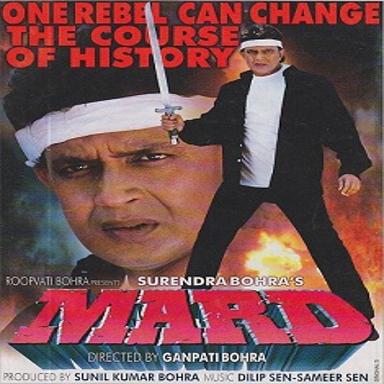 ONE REBEL CAN CHANGE
THE COURSE
OF HISTORY
ROOPVATI BOHRA PRESENTS SURENDRA BOHRA'S
MARD
DIRECTED BY GANPATI BOHRA
PRODUCED BY SUNIL KUMAR BOHRA MUSIC DILIP SEN-SAMEER SEN